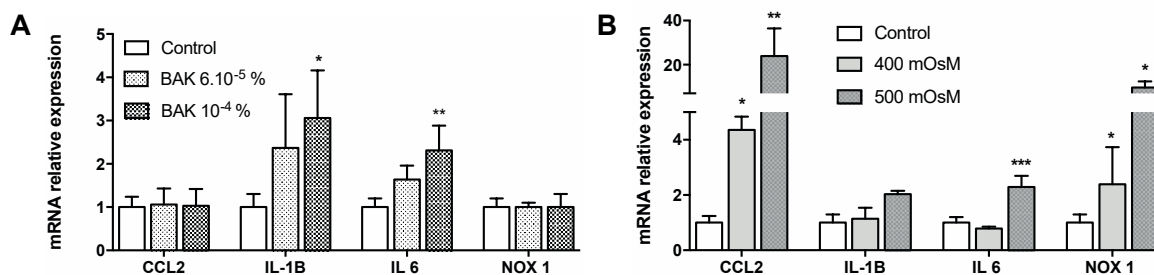 A
mRNA relative expression
5
4
3
2
1
0
Control
BAK 6.10⁻⁵ %
BAK 10⁻⁴ %
*
**
CCL2
IL-1B
IL 6
NOX 1
B
mRNA relative expression
40
20
6
4
2
0
Control
400 mOsM
500 mOsM
*
**
***
*
*
CCL2
IL-1B
IL 6
NOX 1